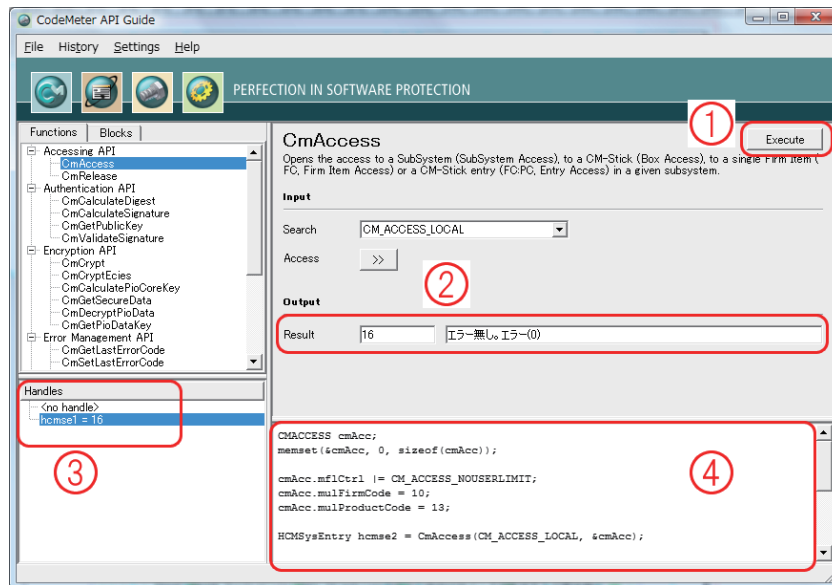 CodeMeter API Guide
File History Settings Help
PERFECTION IN SOFTWARE PROTECTION
Functions Blocks
Accessing API
CmAccess
CmRelease
Authentication API
CmCalculateDigest
CmCalculateSignature
CmGetPublicKey
CmValidateSignature
Encryption API
CmCrypt
CmCryptEcies
CmCalculatePioCoreKey
CmGetSecureData
CmDecryptPioData
CmGetPioDataKey
Error Management API
CmGetLastErrorCode
CmSetLastErrorCode
Handles
<no handle>
hcmse1 = 16
③
CmAccess
①
Execute
Opens the access to a SubSystem (SubSystem Access), to a CM-Stick (Box Access), to a single Firm Item (
FC, Firm Item Access) or a CM-Stick entry (FC:PC, Entry Access) in a given subsystem.
Input
Search CM_ACCESS_LOCAL
Access >>
②
Output
Result 16 エラー無し。エラー(0)
CMACCESS cmAcc;
memset(&cmAcc, 0, sizeof(cmAcc));
cmAcc.mflCtrl |= CM_ACCESS_NOUSERLIMIT;
cmAcc.mulFirmCode = 10;
cmAcc.mulProductCode = 13;
HCMSysEntry hcmse2 = CmAccess(CM_ACCESS_LOCAL, &cmAcc);
④